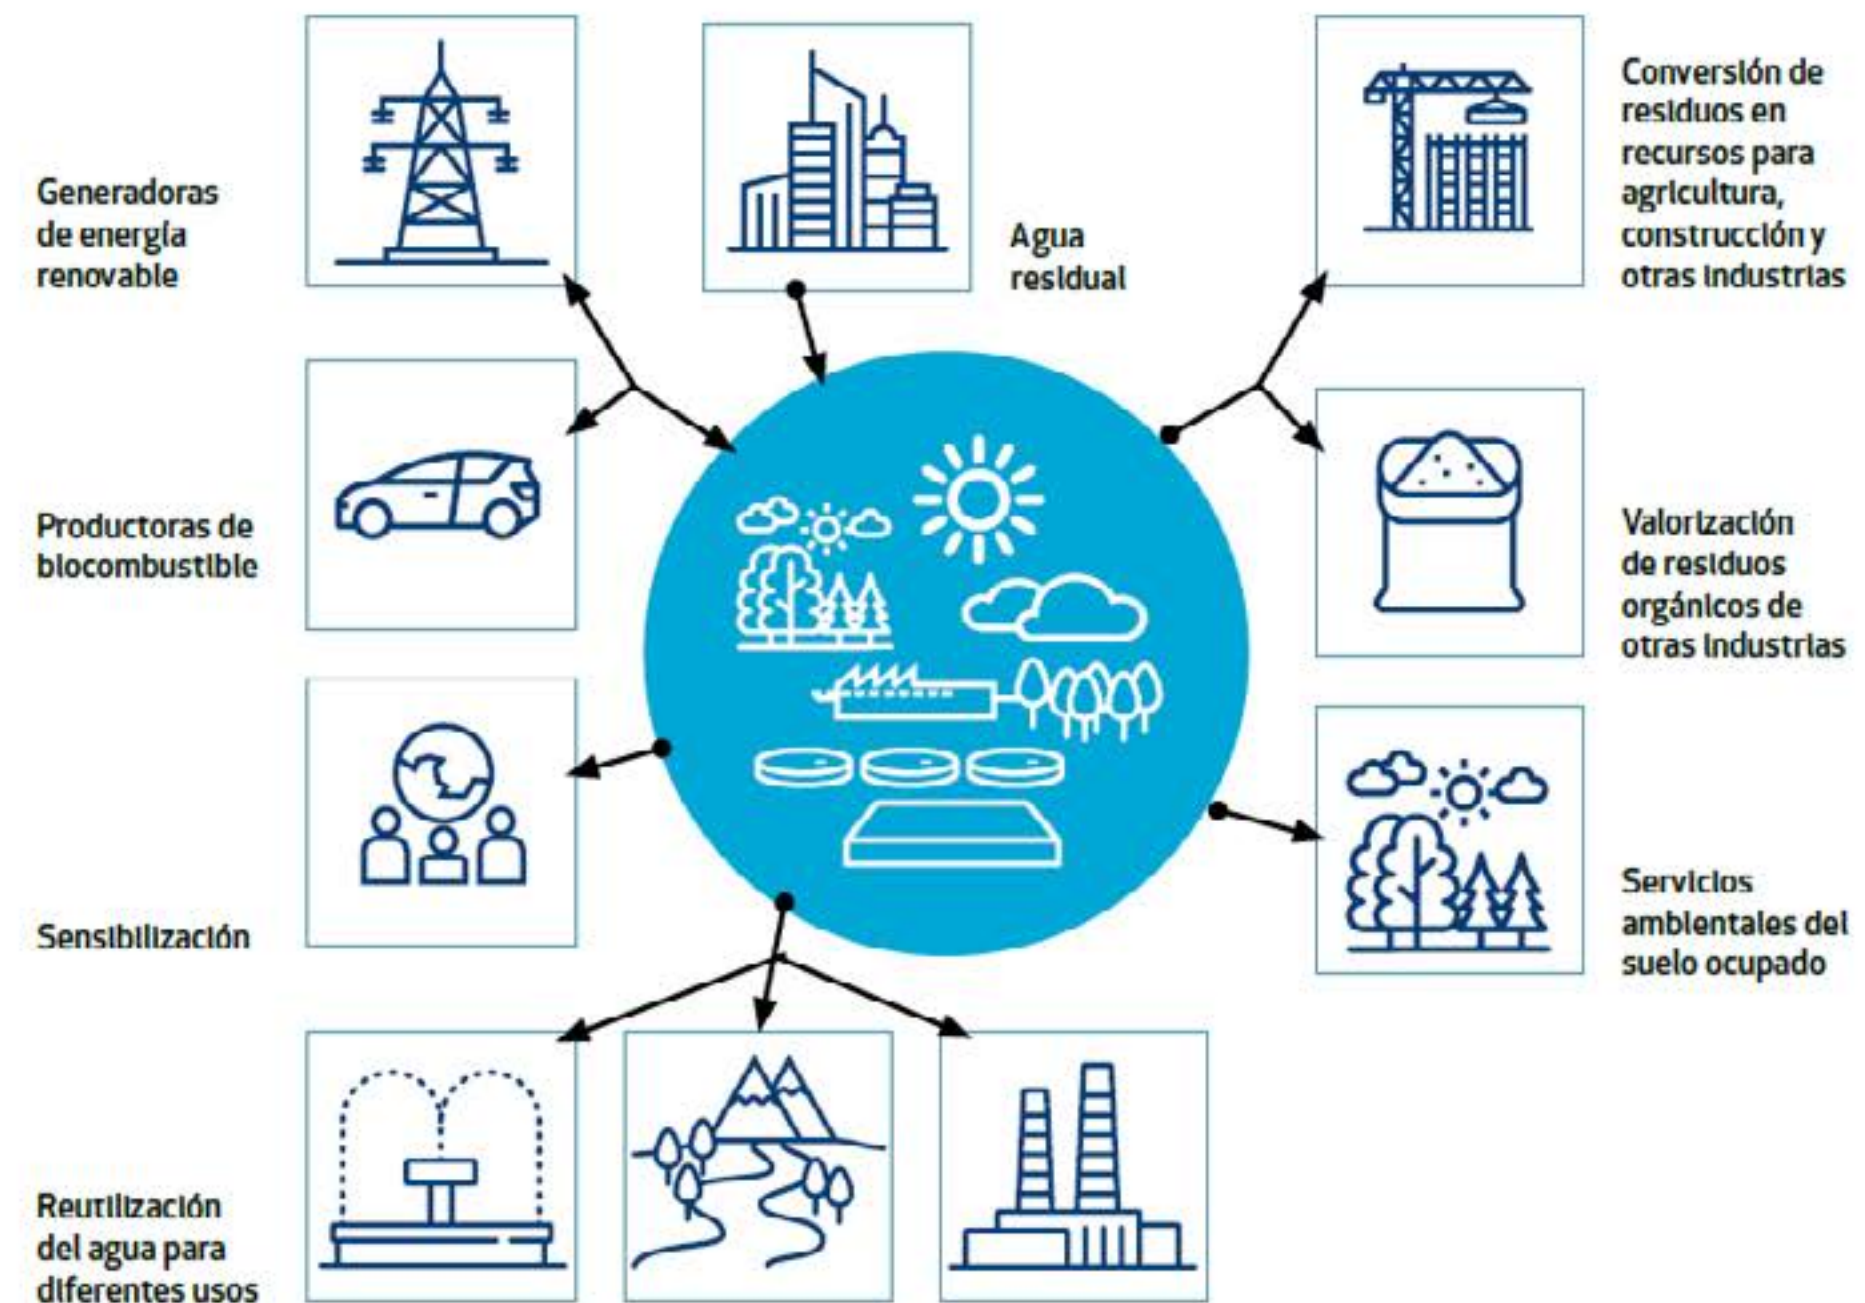 Generadoras
de energía
renovable
Agua
residual
Conversión de
residuos en
recursos para
agricultura,
construcción y
otras industrias
Productoras de
biocombustible
Valorización
de residuos
orgánicos de
otras industrias
Sensibilización
Servicios
ambientales del
suelo ocupado
Reutilización
del agua para
diferentes usos